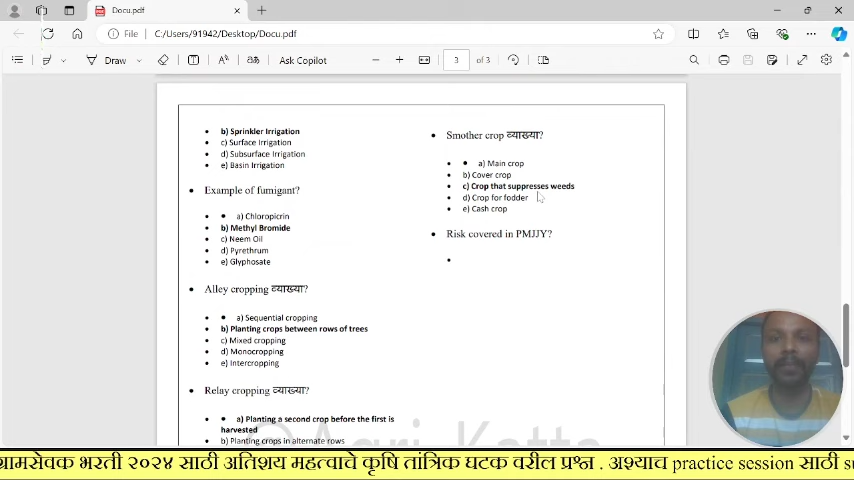 Docu.pdf
File
C:/Users/91942/Desktop/Docu.pdf
Draw
Ask Copilot
3
of 3
b) Sprinkler Irrigation
c) Surface Irrigation
d) Subsurface Irrigation
e) Basin Irrigation
Example of fumigant?
a) Chloropicrin
b) Methyl Bromide
c) Neem Oil
d) Pyrethrum
e) Glyphosate
Alley cropping व्याख्या?
a) Sequential cropping
b) Planting crops between rows of trees
c) Mixed cropping
d) Monocropping
e) Intercropping
Relay cropping व्याख्या?
a) Planting a second crop before the first is
harvested
b) Planting crops in alternate rows
Smother crop व्याख्या?
a) Main crop
b) Cover crop
c) Crop that suppresses weeds
d) Crop for fodder
e) Cash crop
Risk covered in PMJJY?
@Agri_Katta
ग्रामसेवक भरती २०२४ साठी अतिशय महत्वाचे कृषि तांत्रिक घटक वरील प्रश्न . अश्याच practice session साठी su